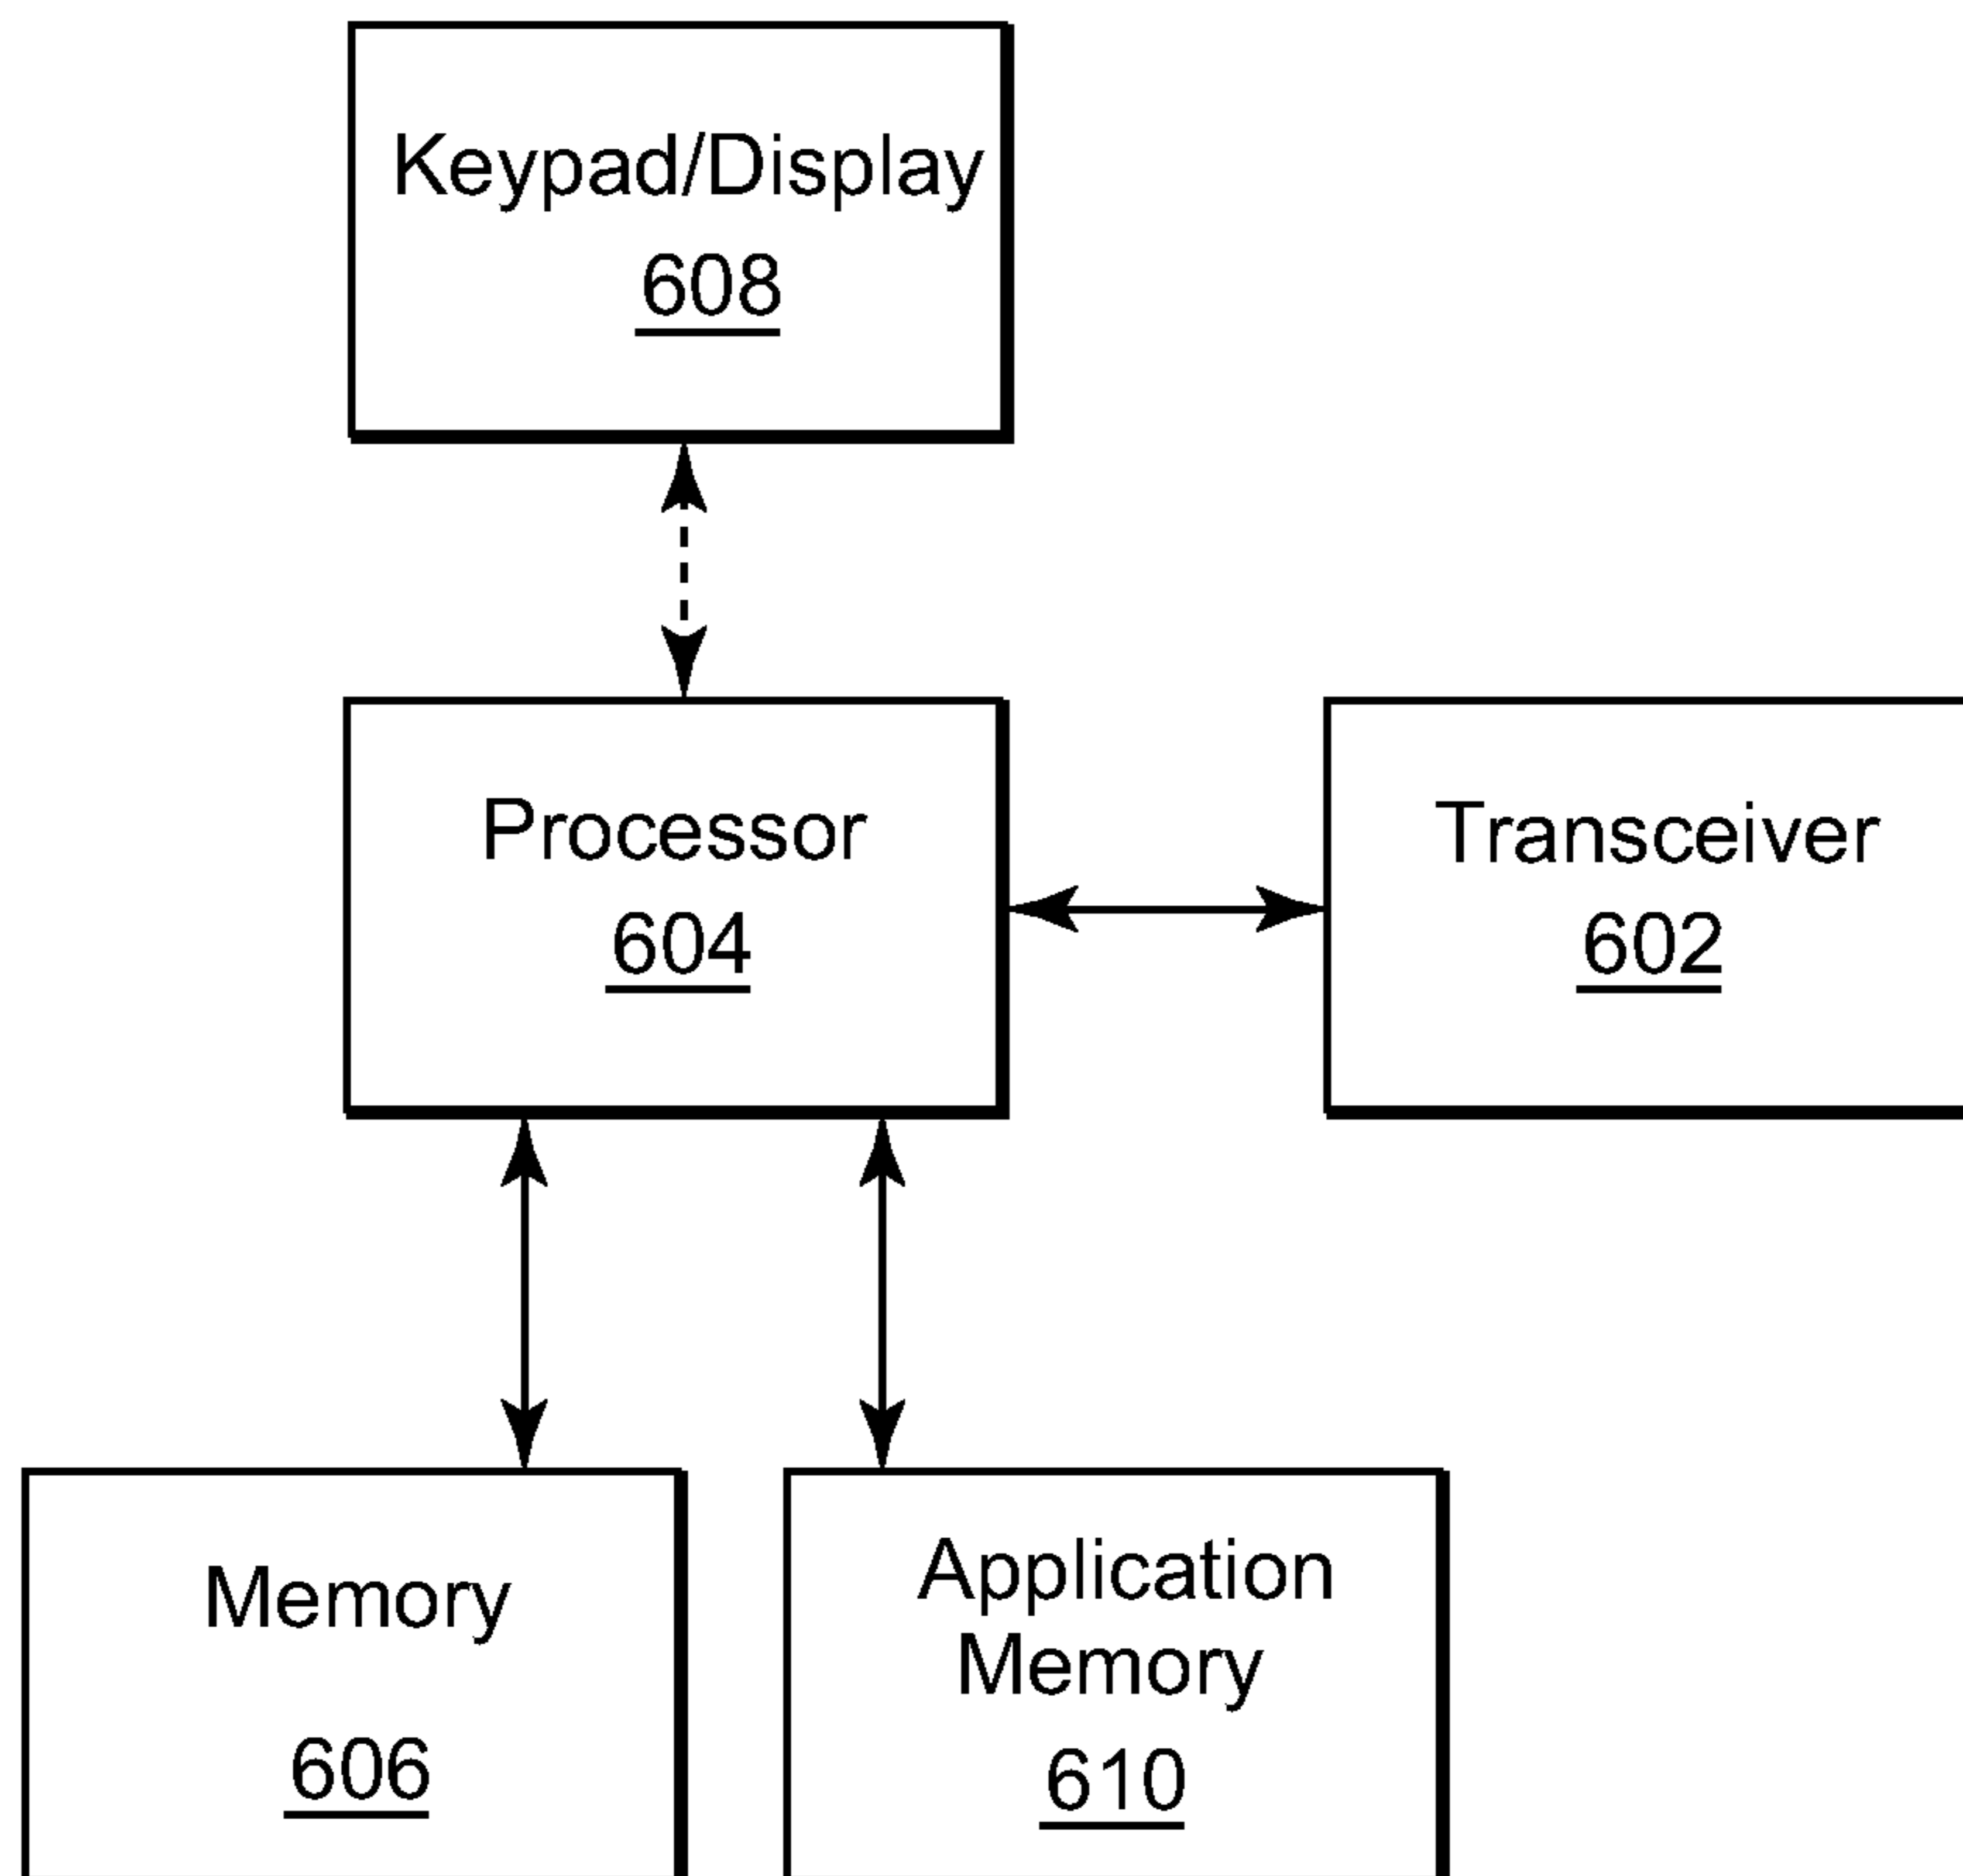 Keypad/Display
608
Processor
604
Transceiver
602
Memory
606
Application
Memory
610